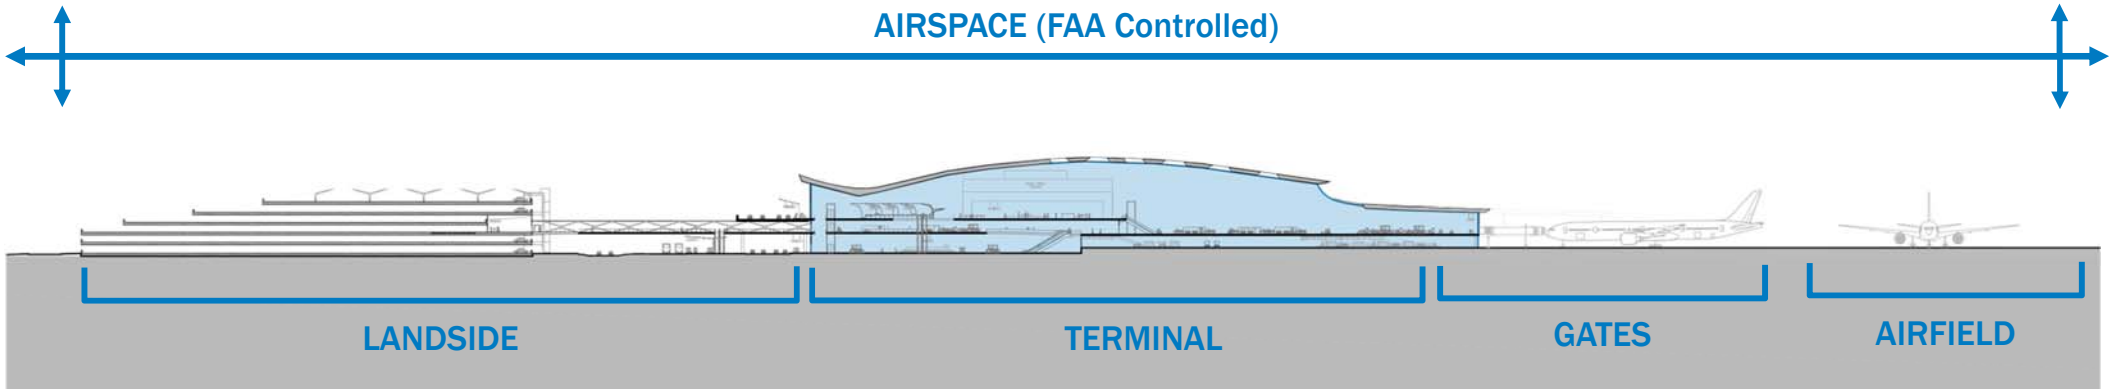 AIRSPACE (FAA Controlled)
LANDSIDE
TERMINAL
GATES
AIRFIELD